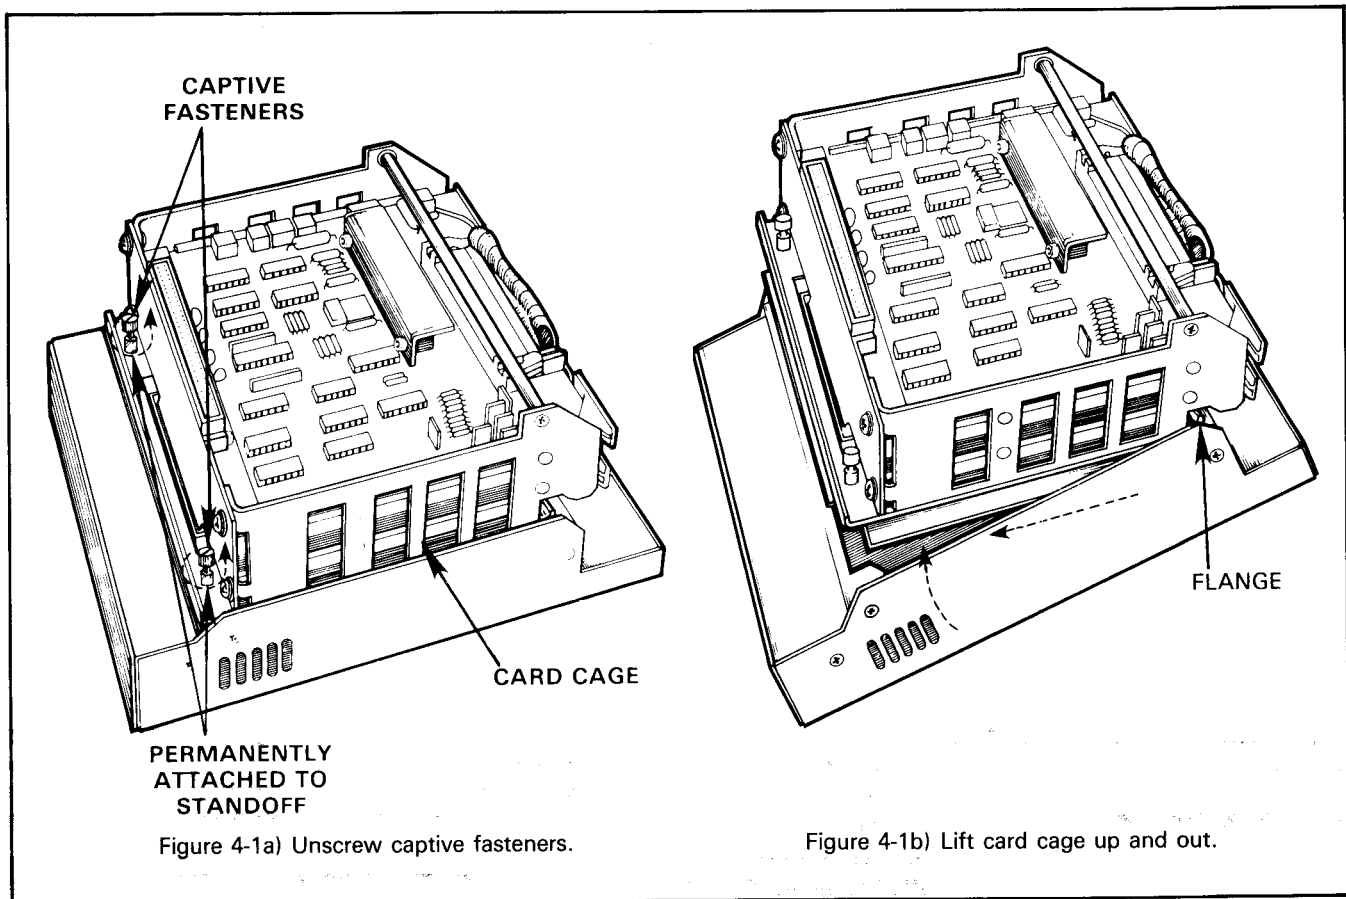 CAPTIVE
FASTENERS
CARD CAGE
PERMANENTLY
ATTACHED TO
STANDOFF
Figure 4-1a) Unscrew captive fasteners.
FLANGE
Figure 4-1b) Lift card cage up and out.